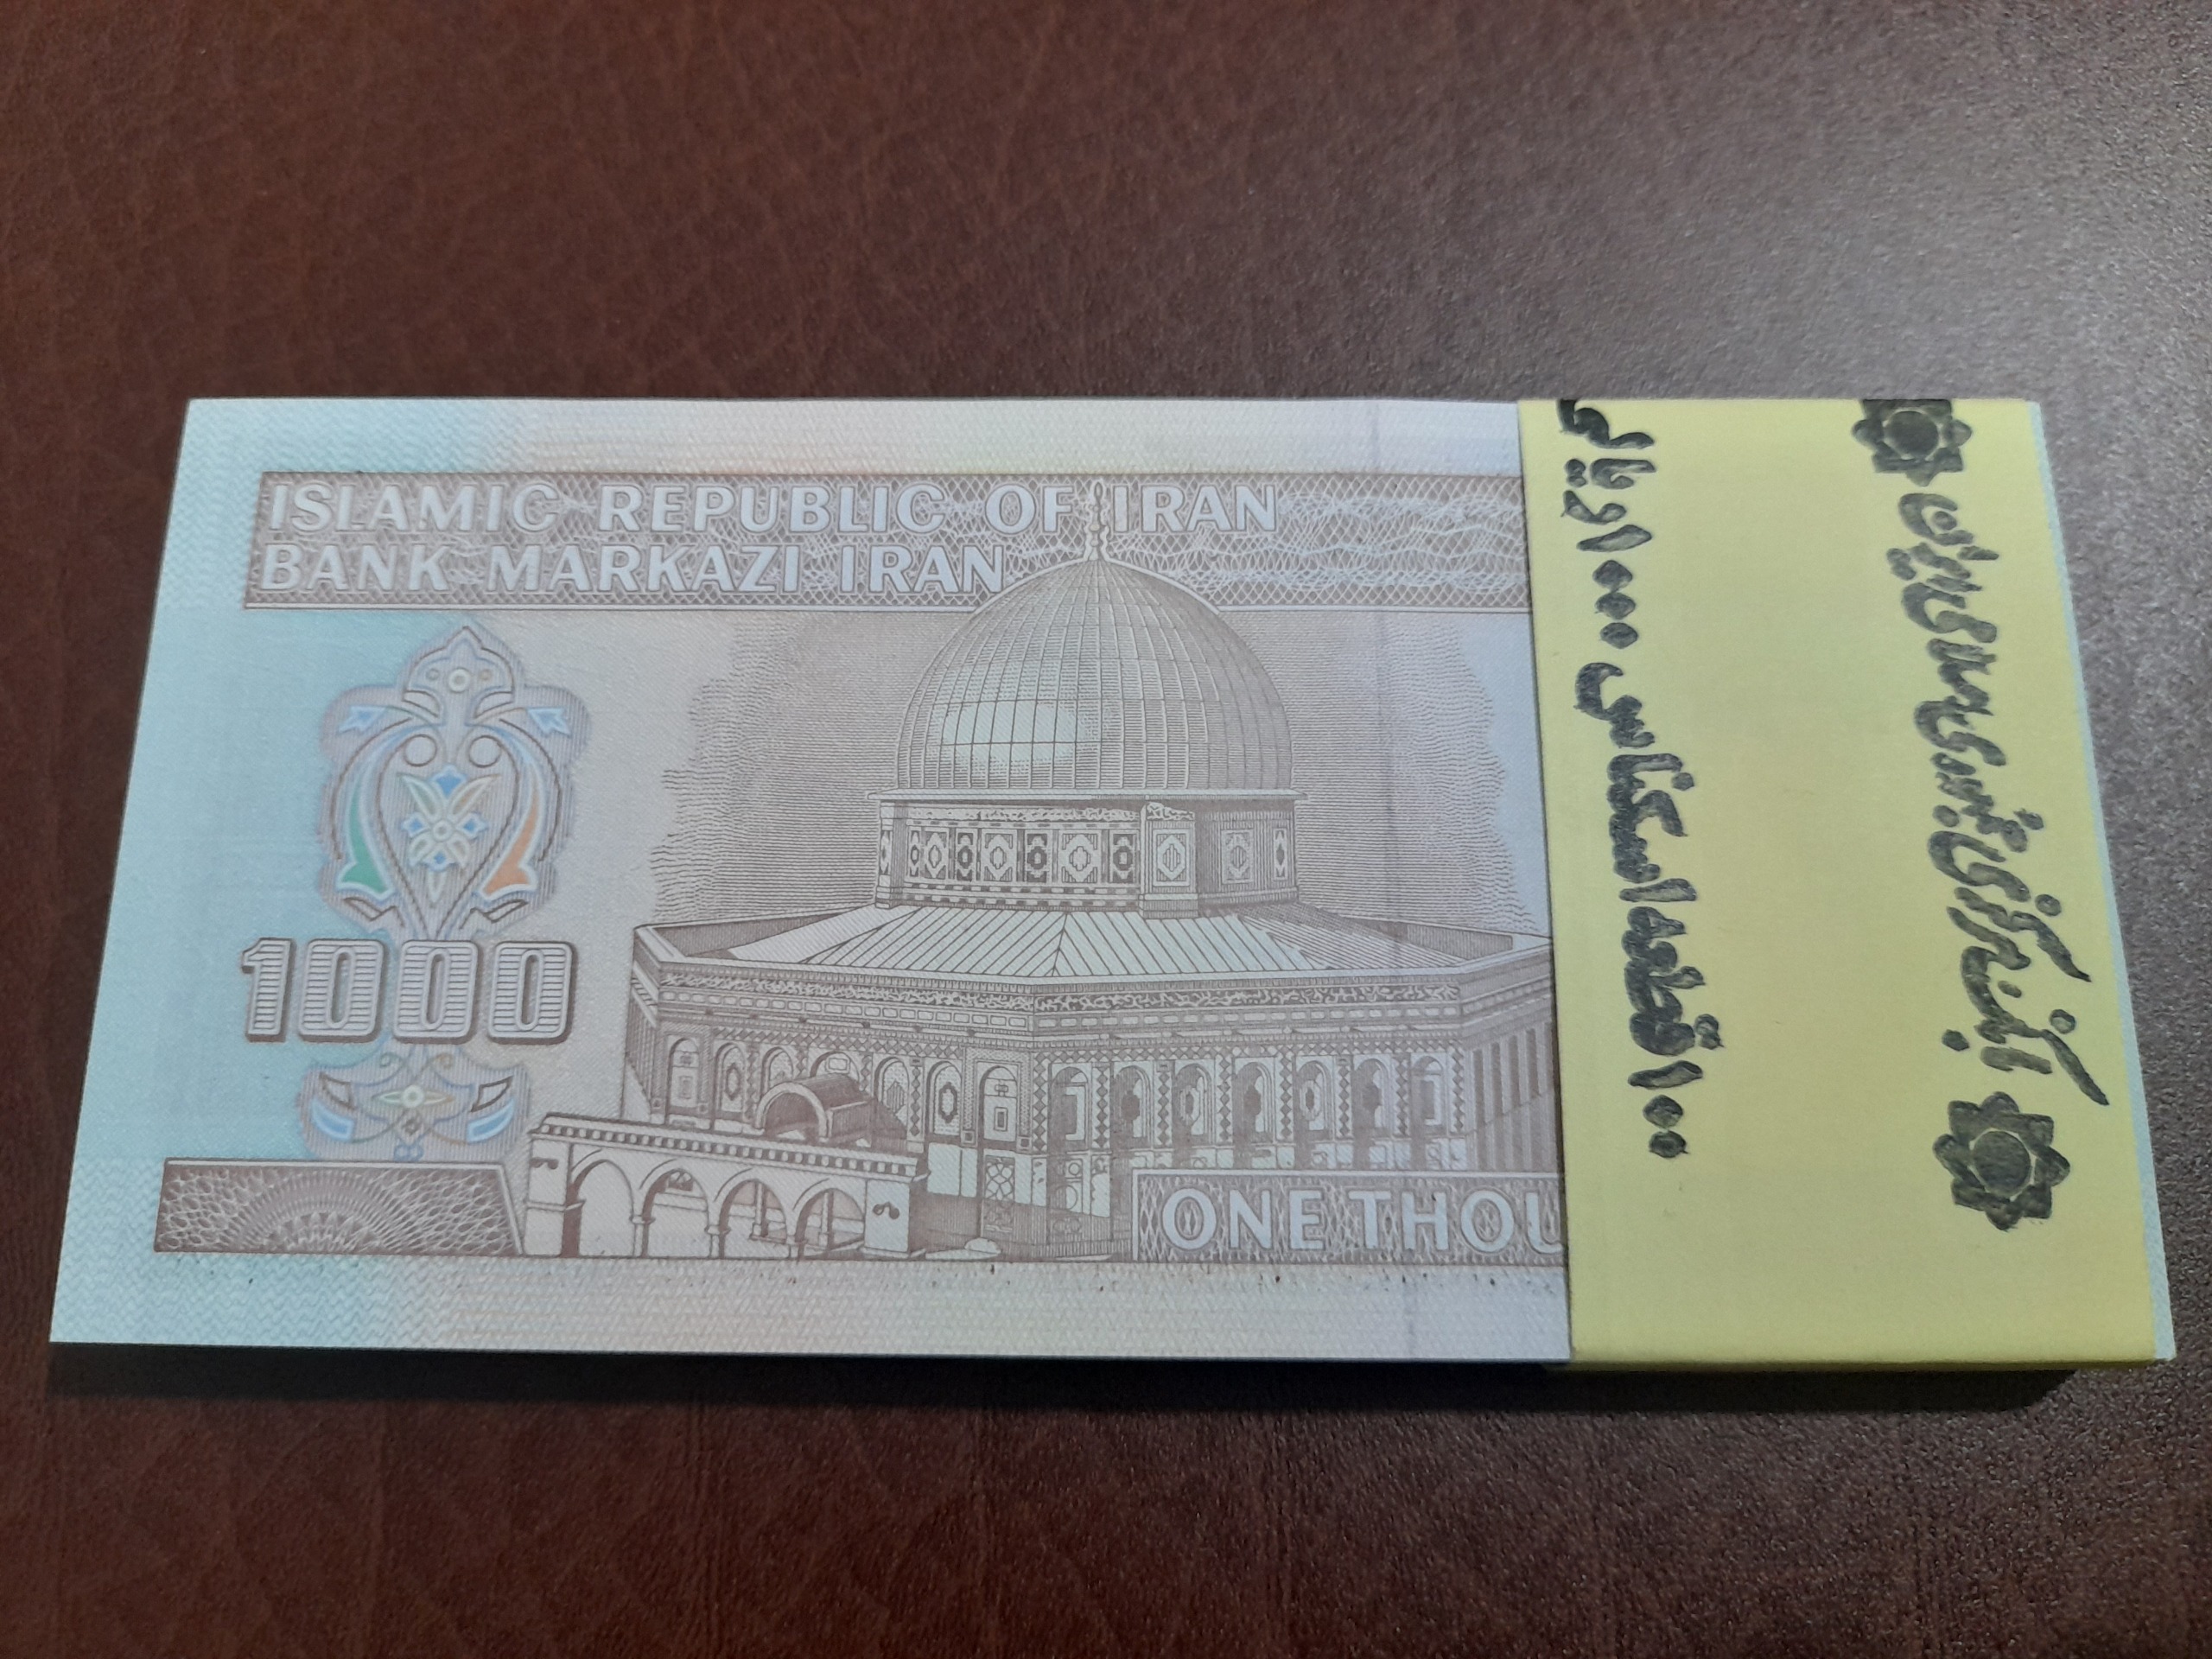 ISLAMIC REPUBLIC OF IRAN
BANK MARKAZI IRAN
1000
ONE THOU
۱۰۰ قطعه اسکناس ۱۰۰۰ ریالی
بانک مرکزی جمهوری اسلامی ایران